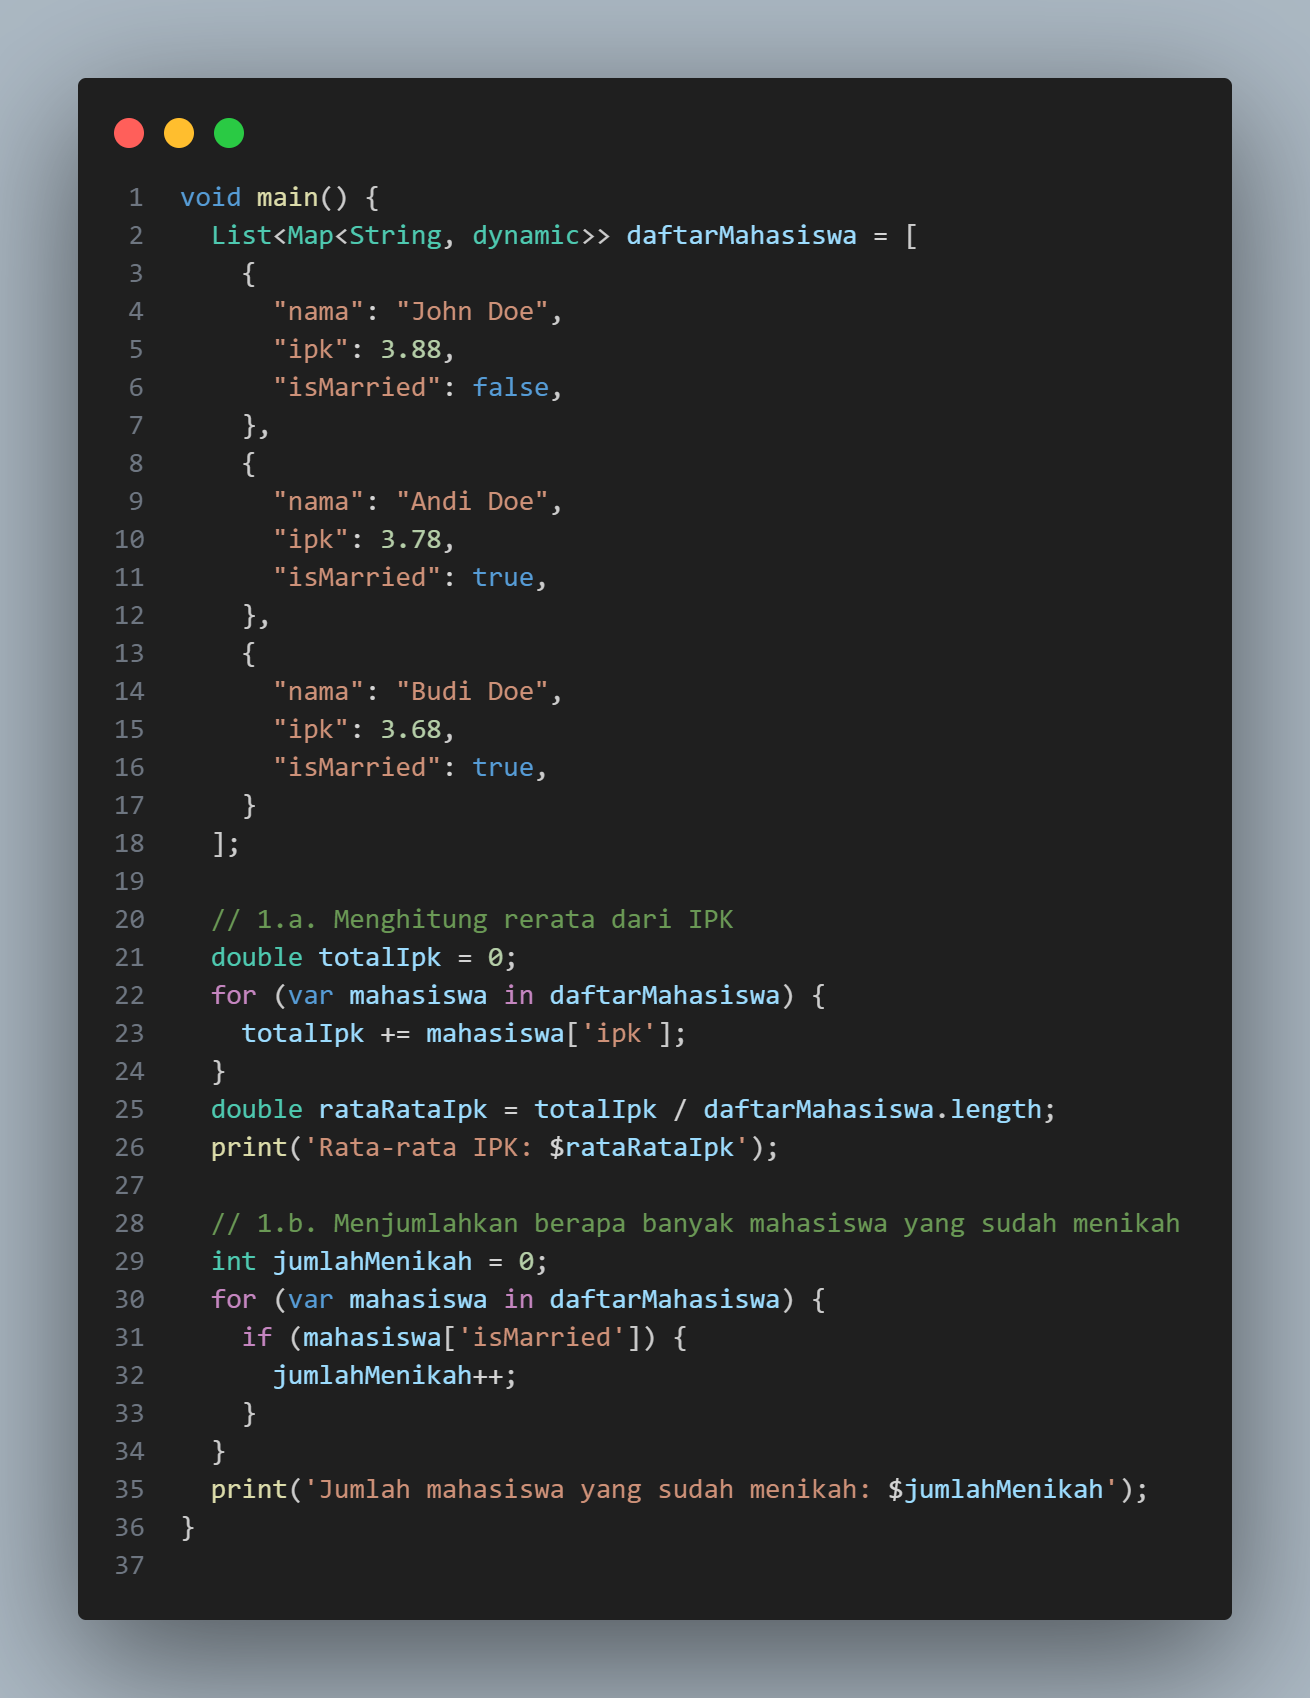 1 void main() {
2   List<Map<String, dynamic>> daftarMahasiswa = [
3     {
4       "nama": "John Doe",
5       "ipk": 3.88,
6       "isMarried": false,
7     },
8     {
9       "nama": "Andi Doe",
10       "ipk": 3.78,
11       "isMarried": true,
12     },
13     {
14       "nama": "Budi Doe",
15       "ipk": 3.68,
16       "isMarried": true,
17     }
18   ];
19
20   // 1.a. Menghitung rerata dari IPK
21   double totalIpk = 0;
22   for (var mahasiswa in daftarMahasiswa) {
23     totalIpk += mahasiswa['ipk'];
24   }
25   double rataRataIpk = totalIpk / daftarMahasiswa.length;
26   print('Rata-rata IPK: $rataRataIpk');
27
28   // 1.b. Menjumlahkan berapa banyak mahasiswa yang sudah menikah
29   int jumlahMenikah = 0;
30   for (var mahasiswa in daftarMahasiswa) {
31     if (mahasiswa['isMarried']) {
32       jumlahMenikah++;
33     }
34   }
35   print('Jumlah mahasiswa yang sudah menikah: $jumlahMenikah');
36 }
37